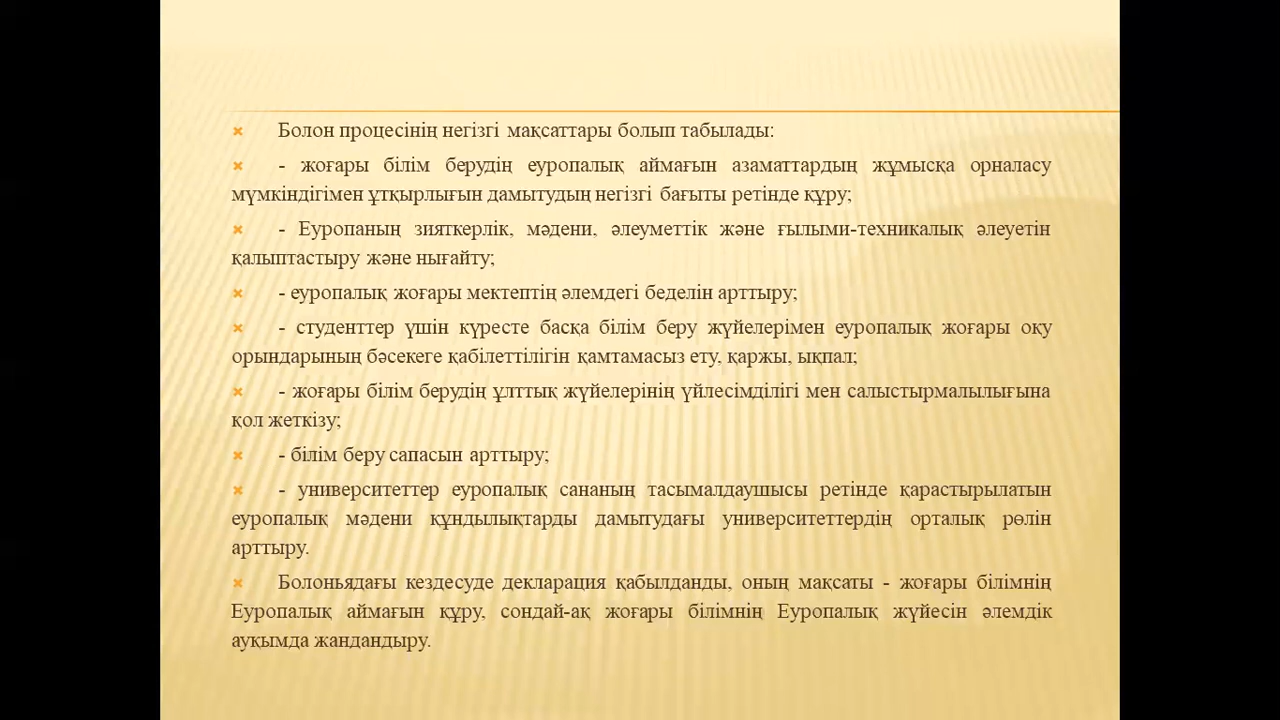 Болон процесінің негізгі мақсаттары болып табылады:
- жоғары білім берудің еуропалық аймағын азаматтардың жұмысқа орналасу
мүмкіндігімен ұтқырлығын дамытудың негізгі бағыты ретінде құру;
- Еуропаның зияткерлік, мәдени, әлеуметтік және ғылыми-техникалық әлеуетін
қалыптастыру және нығайту;
- еуропалық жоғары мектептің әлемдегі беделін арттыру;
- студенттер үшін күресте басқа білім беру жүйелерімен еуропалық жоғары оқу
орындарының бәсекеге қабілеттілігін қамтамасыз ету, қаржы, ықпал;
- жоғары білім берудің ұлттық жүйелерінің үйлесімділігі мен салыстырмалылығына
қол жеткізу;
- білім беру сапасын арттыру;
- университеттер еуропалық сананың тасымалдаушысы ретінде қарастырылатын
еуропалық мәдени құндылықтарды дамытудағы университеттердің орталық рөлін
арттыру.
Болоньядағы кездесуде декларация қабылданды, оның мақсаты - жоғары білімнің
Еуропалық аймағын құру, сондай-ақ жоғары білімнің Еуропалық жүйесін әлемдік
ауқымда жандандыру.